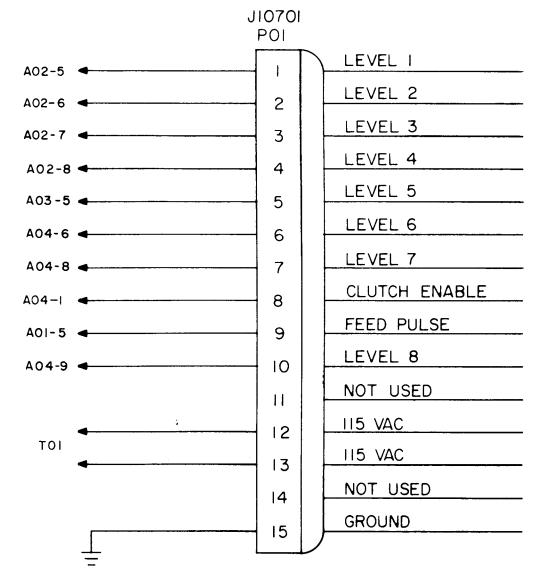 J10701
P01
A02-5 1 LEVEL 1
A02-6 2 LEVEL 2
A02-7 3 LEVEL 3
A02-8 4 LEVEL 4
A03-5 5 LEVEL 5
A04-6 6 LEVEL 6
A04-8 7 LEVEL 7
A04-1 8 CLUTCH ENABLE
A01-5 9 FEED PULSE
A04-9 10 LEVEL 8
11 NOT USED
12 115 VAC
T01
13 115 VAC
14 NOT USED
15 GROUND